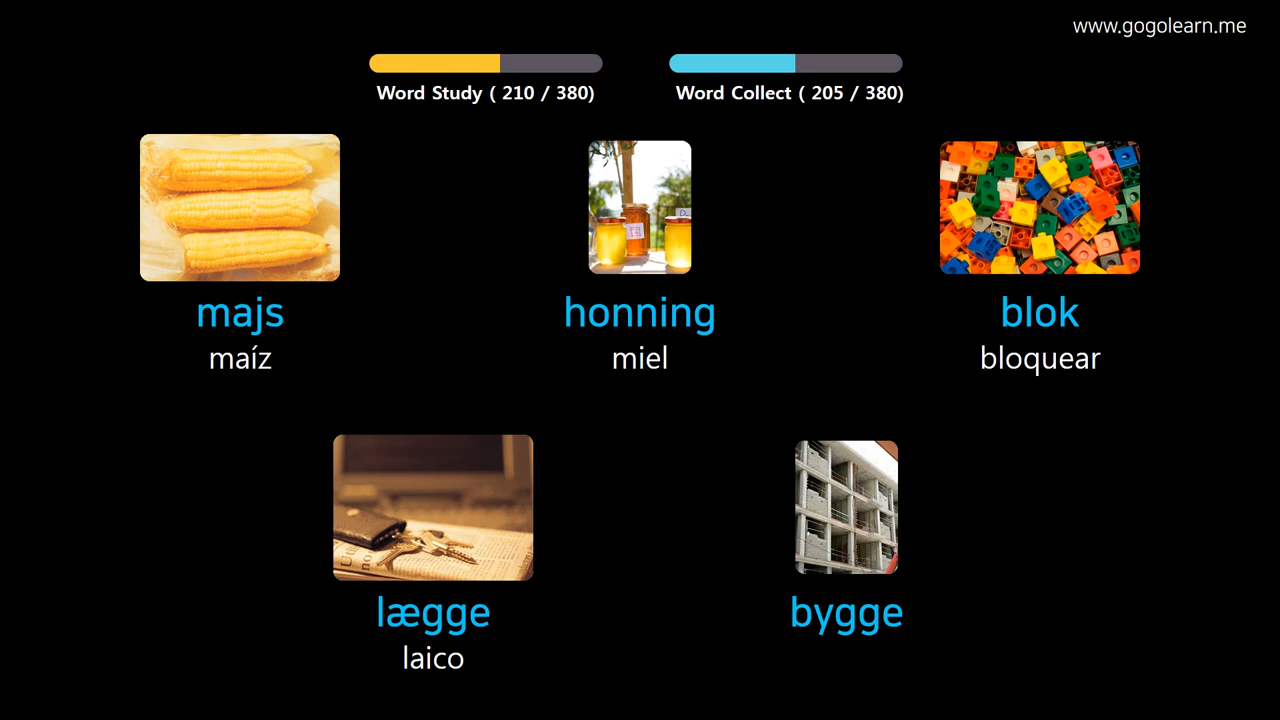 www.gogolearn.me
Word Study ( 210 / 380)
Word Collect ( 205 / 380)
majs
honning
blok
maíz
miel
bloquear
lægge
bygge
laico